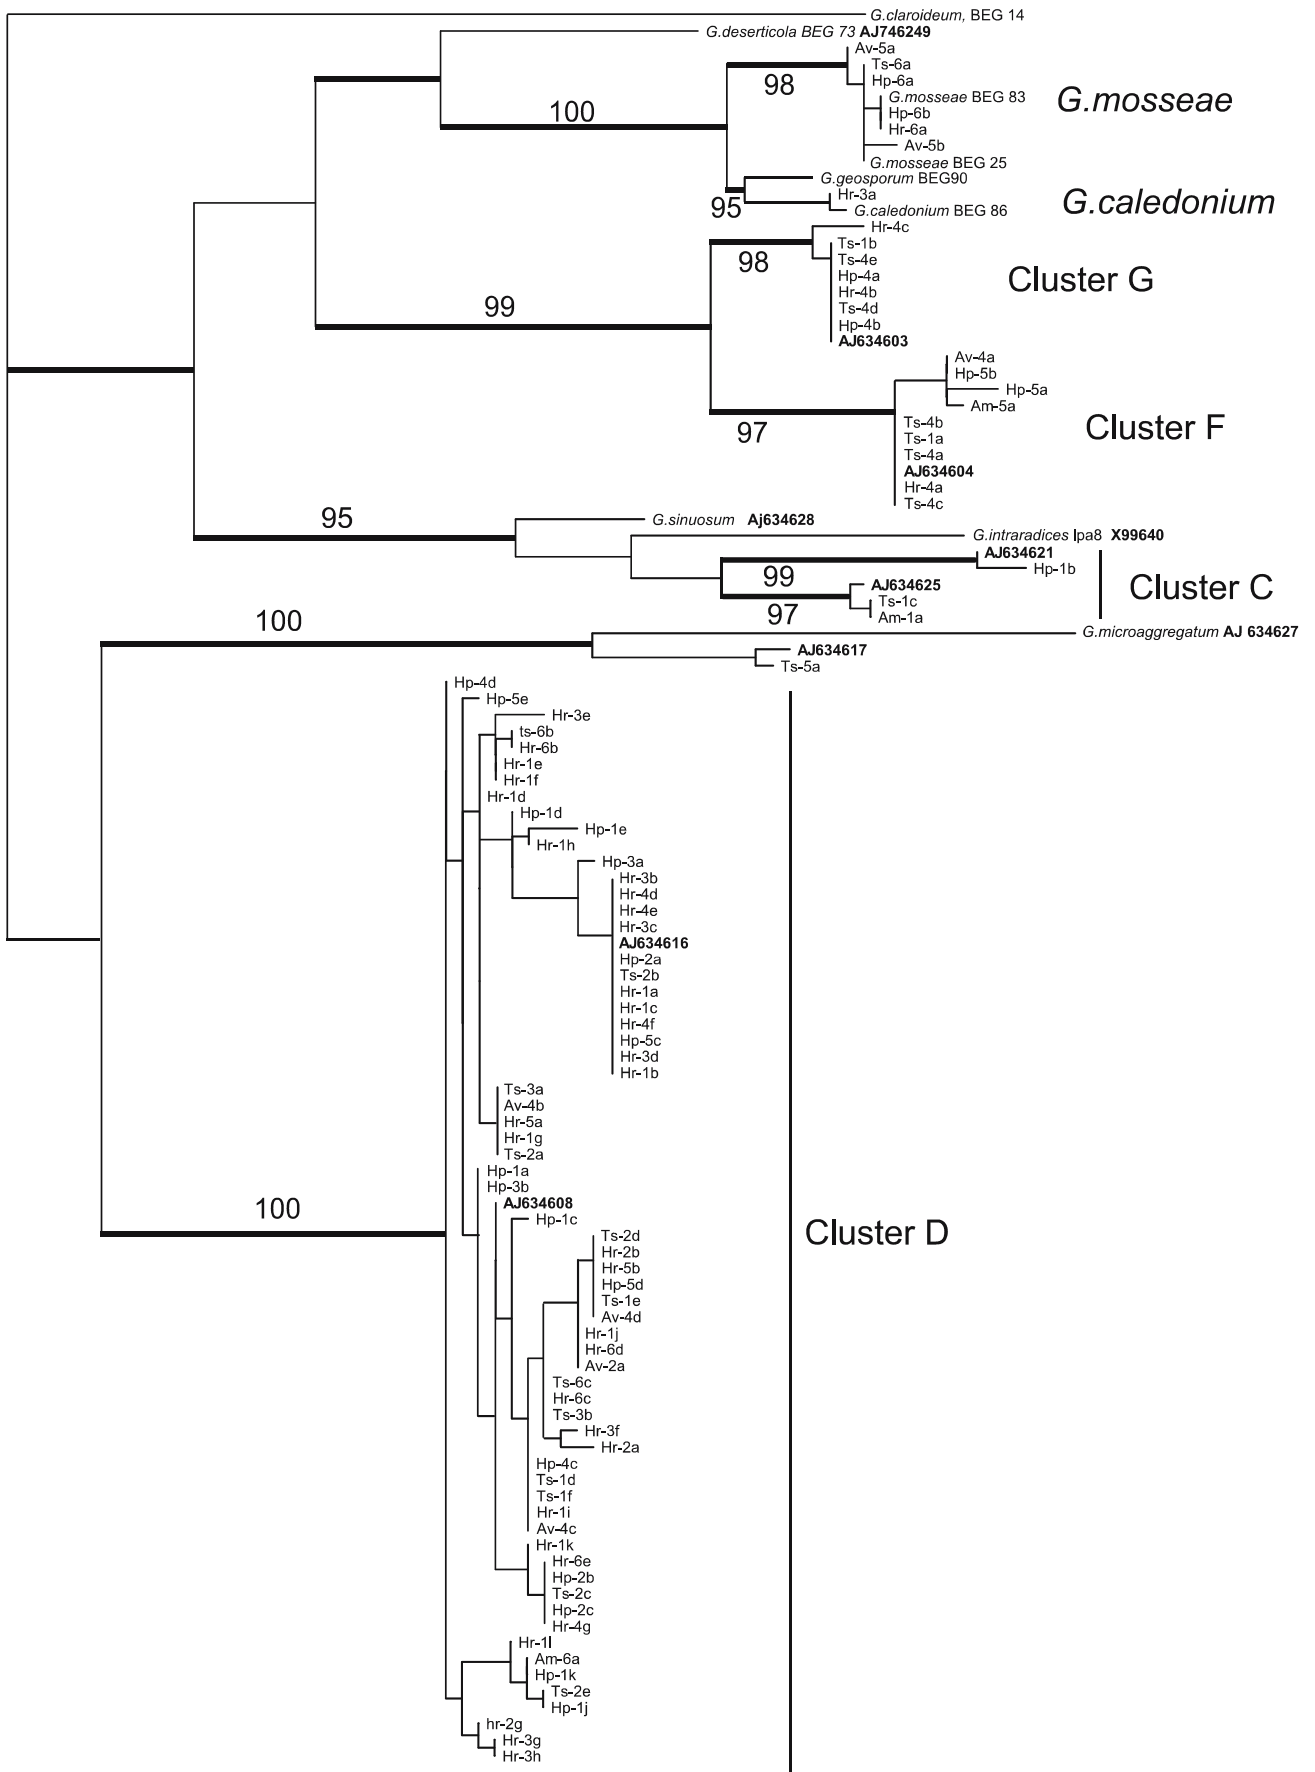 G.claroideum, BEG 14
G.deserticola BEG 73 AJ746249
Av-5a
Ts-6a
98
Hp-6a
G.mosseae BEG 83
G.mosseae
100
Hp-6b
Hr-6a
Av-5b
G.mosseae BEG 25
G.geosporum BEG90
Hr-3a
G.caledonium
95
G.caledonium BEG 86
Hr-4c
Ts-1b
98
Ts-4e
Hp-4a
Cluster G
Hr-4b
99
Ts-4d
Hp-4b
AJ634603
Av-4a
Hp-5b
Hp-5a
Am-5a
Ts-4b
Cluster F
97
Ts-1a
Ts-4a
AJ634604
Hr-4a
Ts-4c
95
G.sinuosum Aj634628
G.intraradices Ipa8 X99640
AJ634621
Hp-1b
99
AJ634625
Cluster C
Ts-1c
97
Am-1a
100
G.microaggregatum AJ 634627
AJ634617
Ts-5a
Hp-4d
Hp-5e
Hr-3e
ts-6b
Hr-6b
Hr-1e
Hr-1f
Hr-1d
Hp-1d
Hp-1e
Hr-1h
Hp-3a
Hr-3b
Hr-4d
Hr-4e
Hr-3c
AJ634616
Hp-2a
Ts-2b
Hr-1a
Hr-1c
Hr-4f
Hp-5c
Hr-3d
Hr-1b
Ts-3a
Av-4b
Hr-5a
Hr-1g
Ts-2a
Hp-1a
Hp-3b
AJ634608
100
Hp-1c
Cluster D
Ts-2d
Hr-2b
Hr-5b
Hp-5d
Ts-1e
Av-4d
Hr-1j
Hr-6d
Av-2a
Ts-6c
Hr-6c
Ts-3b
Hr-3f
Hr-2a
Hp-4c
Ts-1d
Ts-1f
Hr-1i
Av-4c
Hr-1k
Hr-6e
Hp-2b
Ts-2c
Hp-2c
Hr-4g
Hr-1l
Am-6a
Hp-1k
Ts-2e
Hp-1j
hr-2g
Hr-3g
Hr-3h